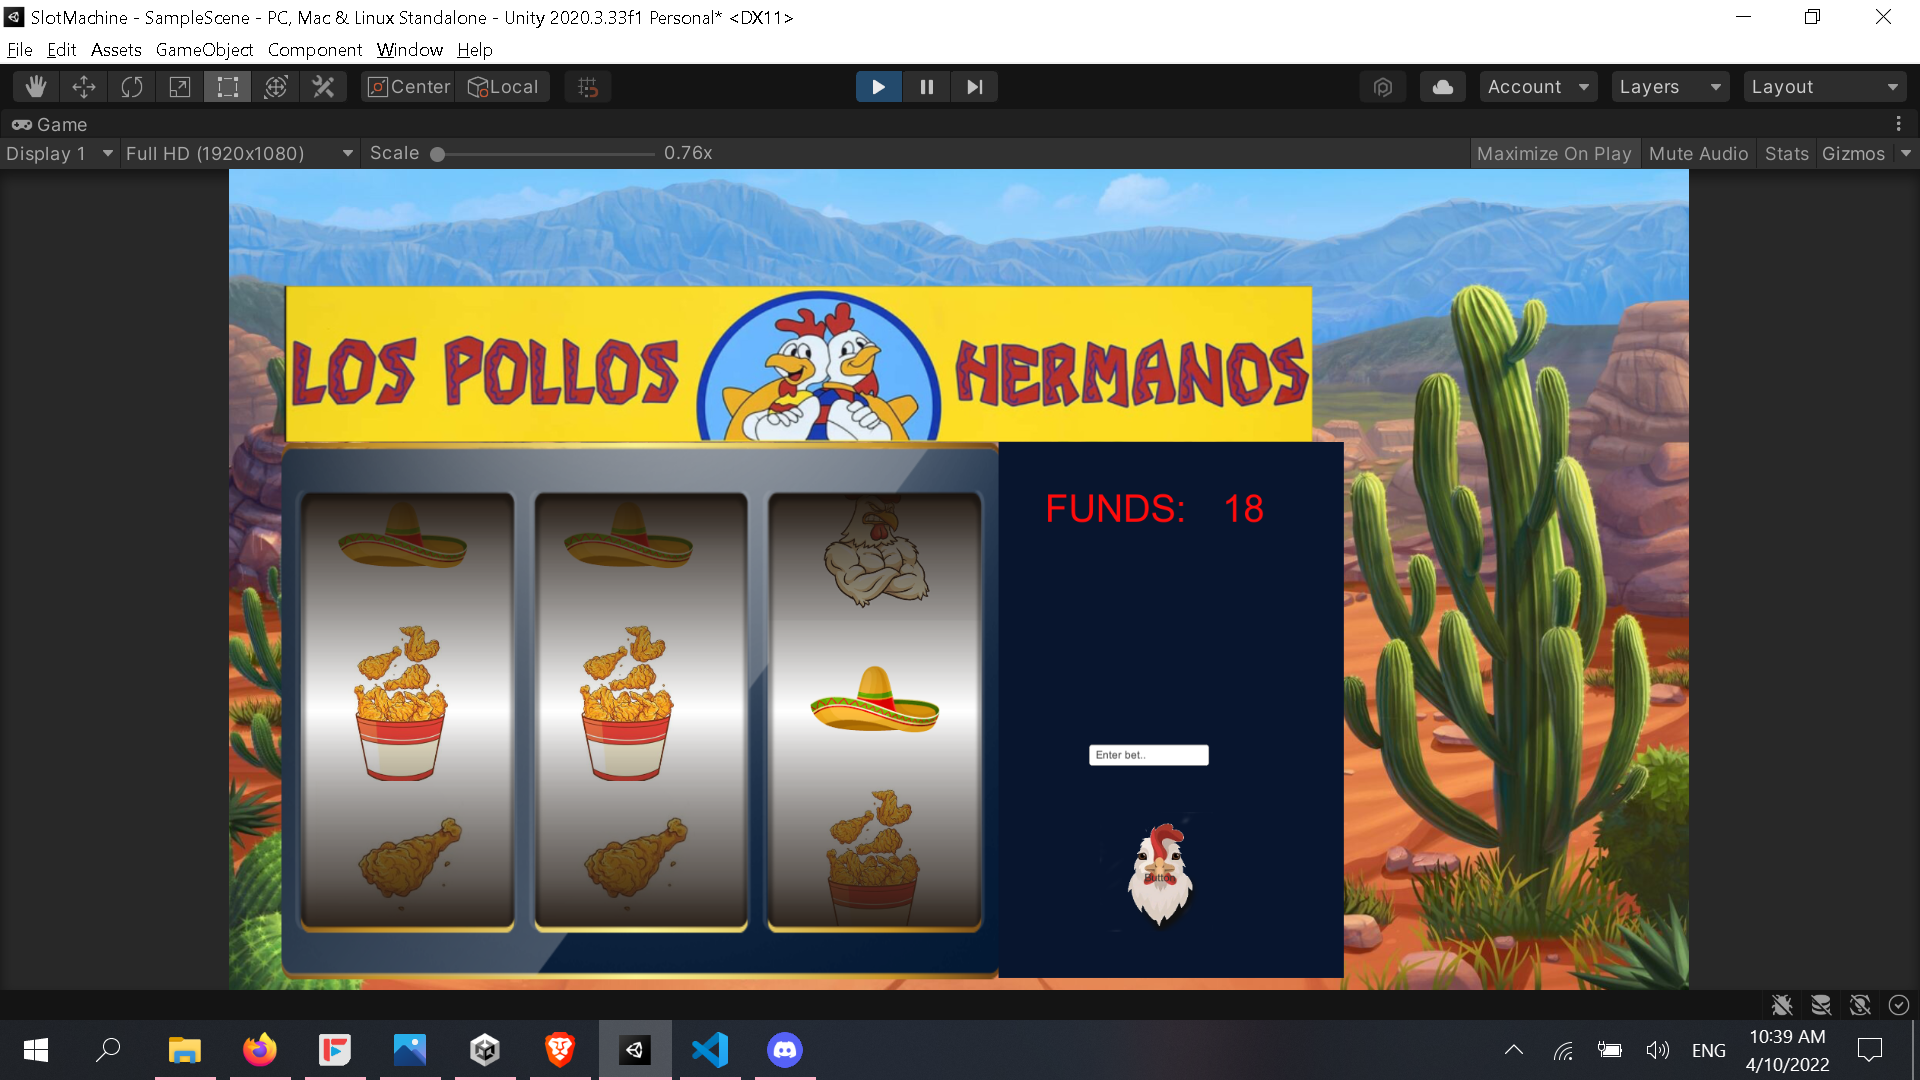 SlotMachine - SampleScene - PC, Mac & Linux Standalone - Unity 2020.3.33f1 Personal* <DX11>
File Edit Assets GameObject Component Window Help
Center Local Account Layers Layout
Game
Display 1 Full HD (1920x1080) Scale 0.76x Maximize On Play Mute Audio Stats Gizmos
LOS POLLOS HERMANOS
FUNDS: 18
Enter bet..
Button
ENG
10:39 AM
4/10/2022